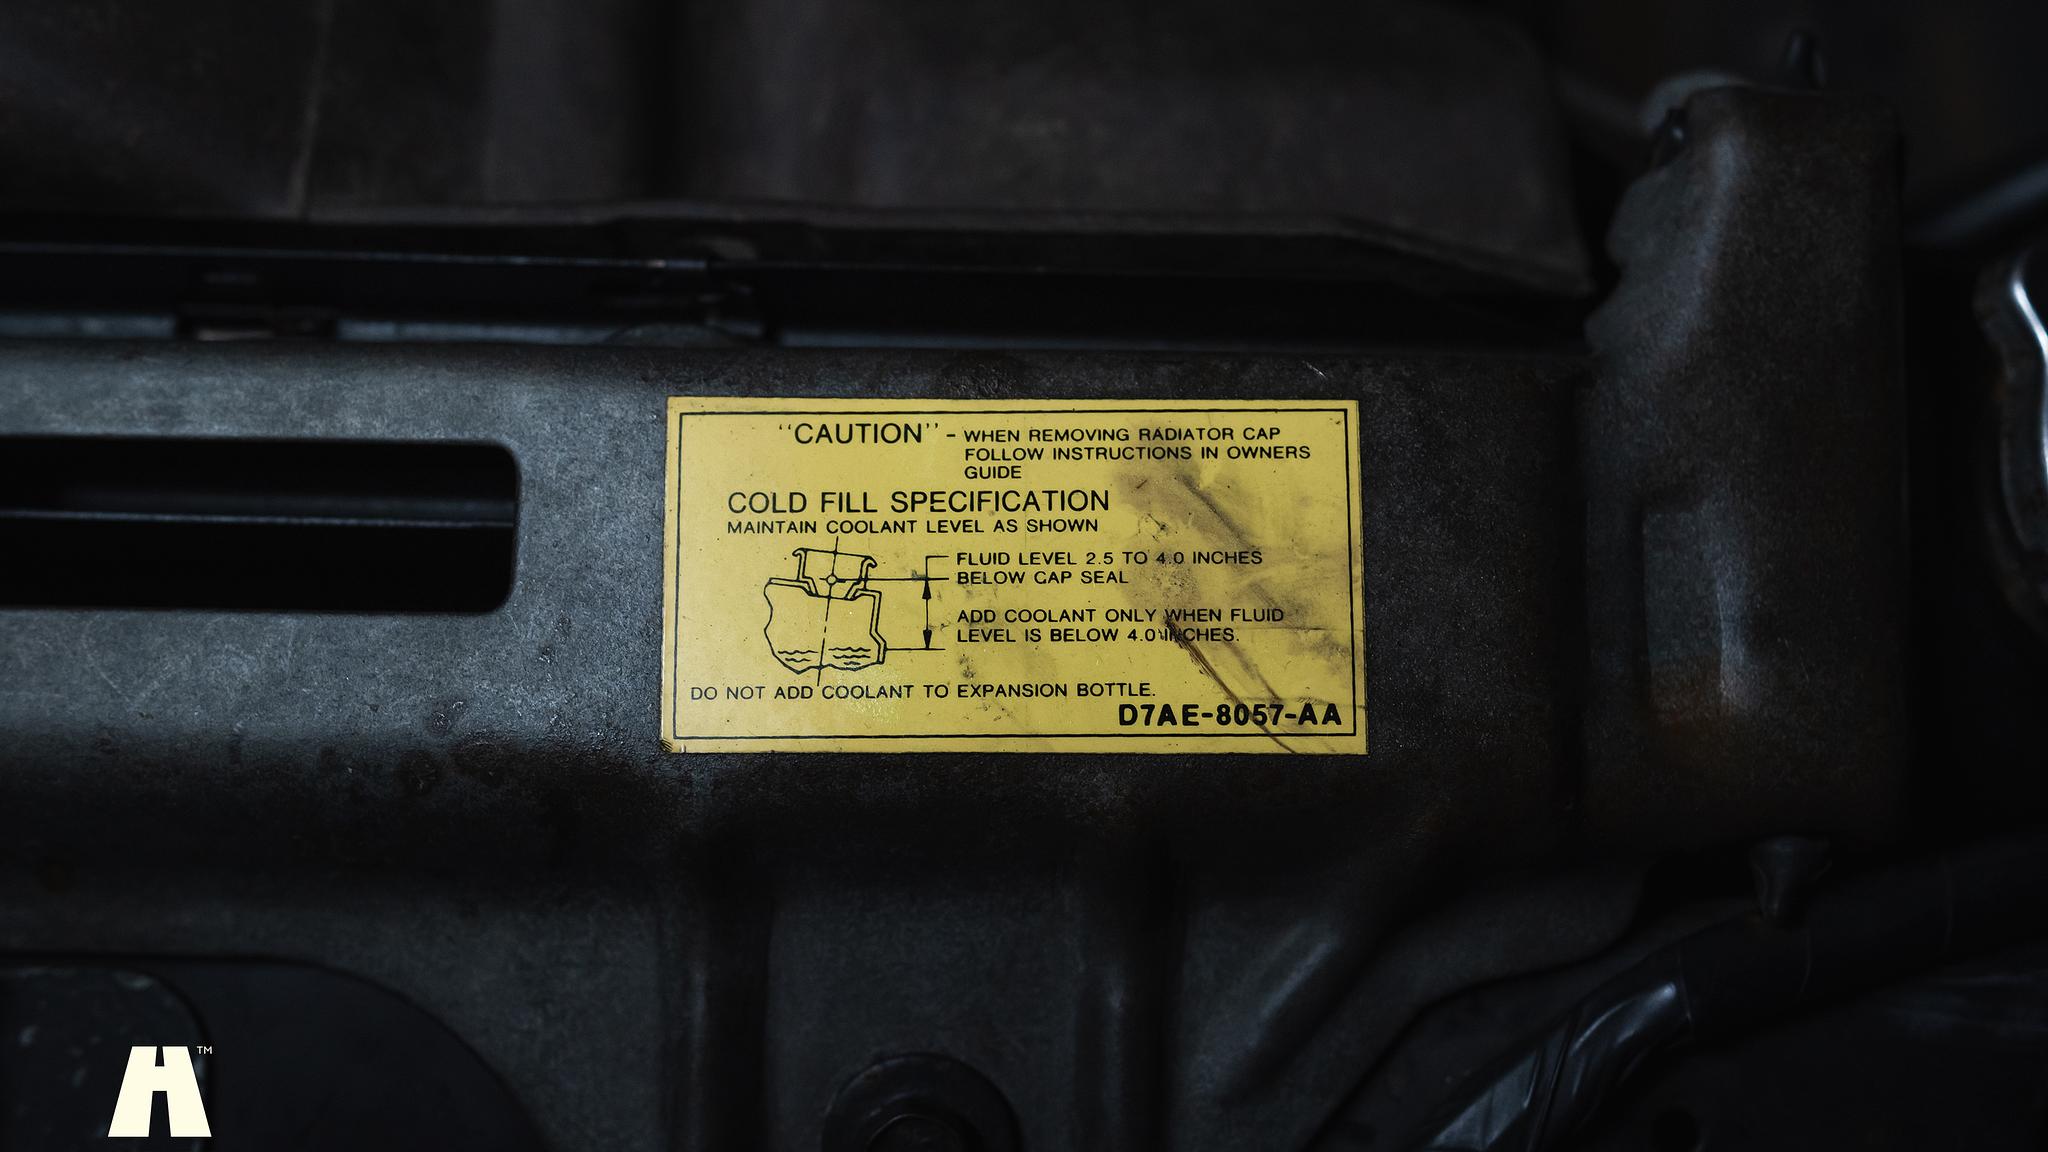 "CAUTION" - WHEN REMOVING RADIATOR CAP
FOLLOW INSTRUCTIONS IN OWNERS
GUIDE
COLD FILL SPECIFICATION
MAINTAIN COOLANT LEVEL AS SHOWN
FLUID LEVEL 2.5 TO 4.0 INCHES
BELOW CAP SEAL
ADD COOLANT ONLY WHEN FLUID
LEVEL IS BELOW 4.0 INCHES.
DO NOT ADD COOLANT TO EXPANSION BOTTLE.
D7AE-8057-AA
H™